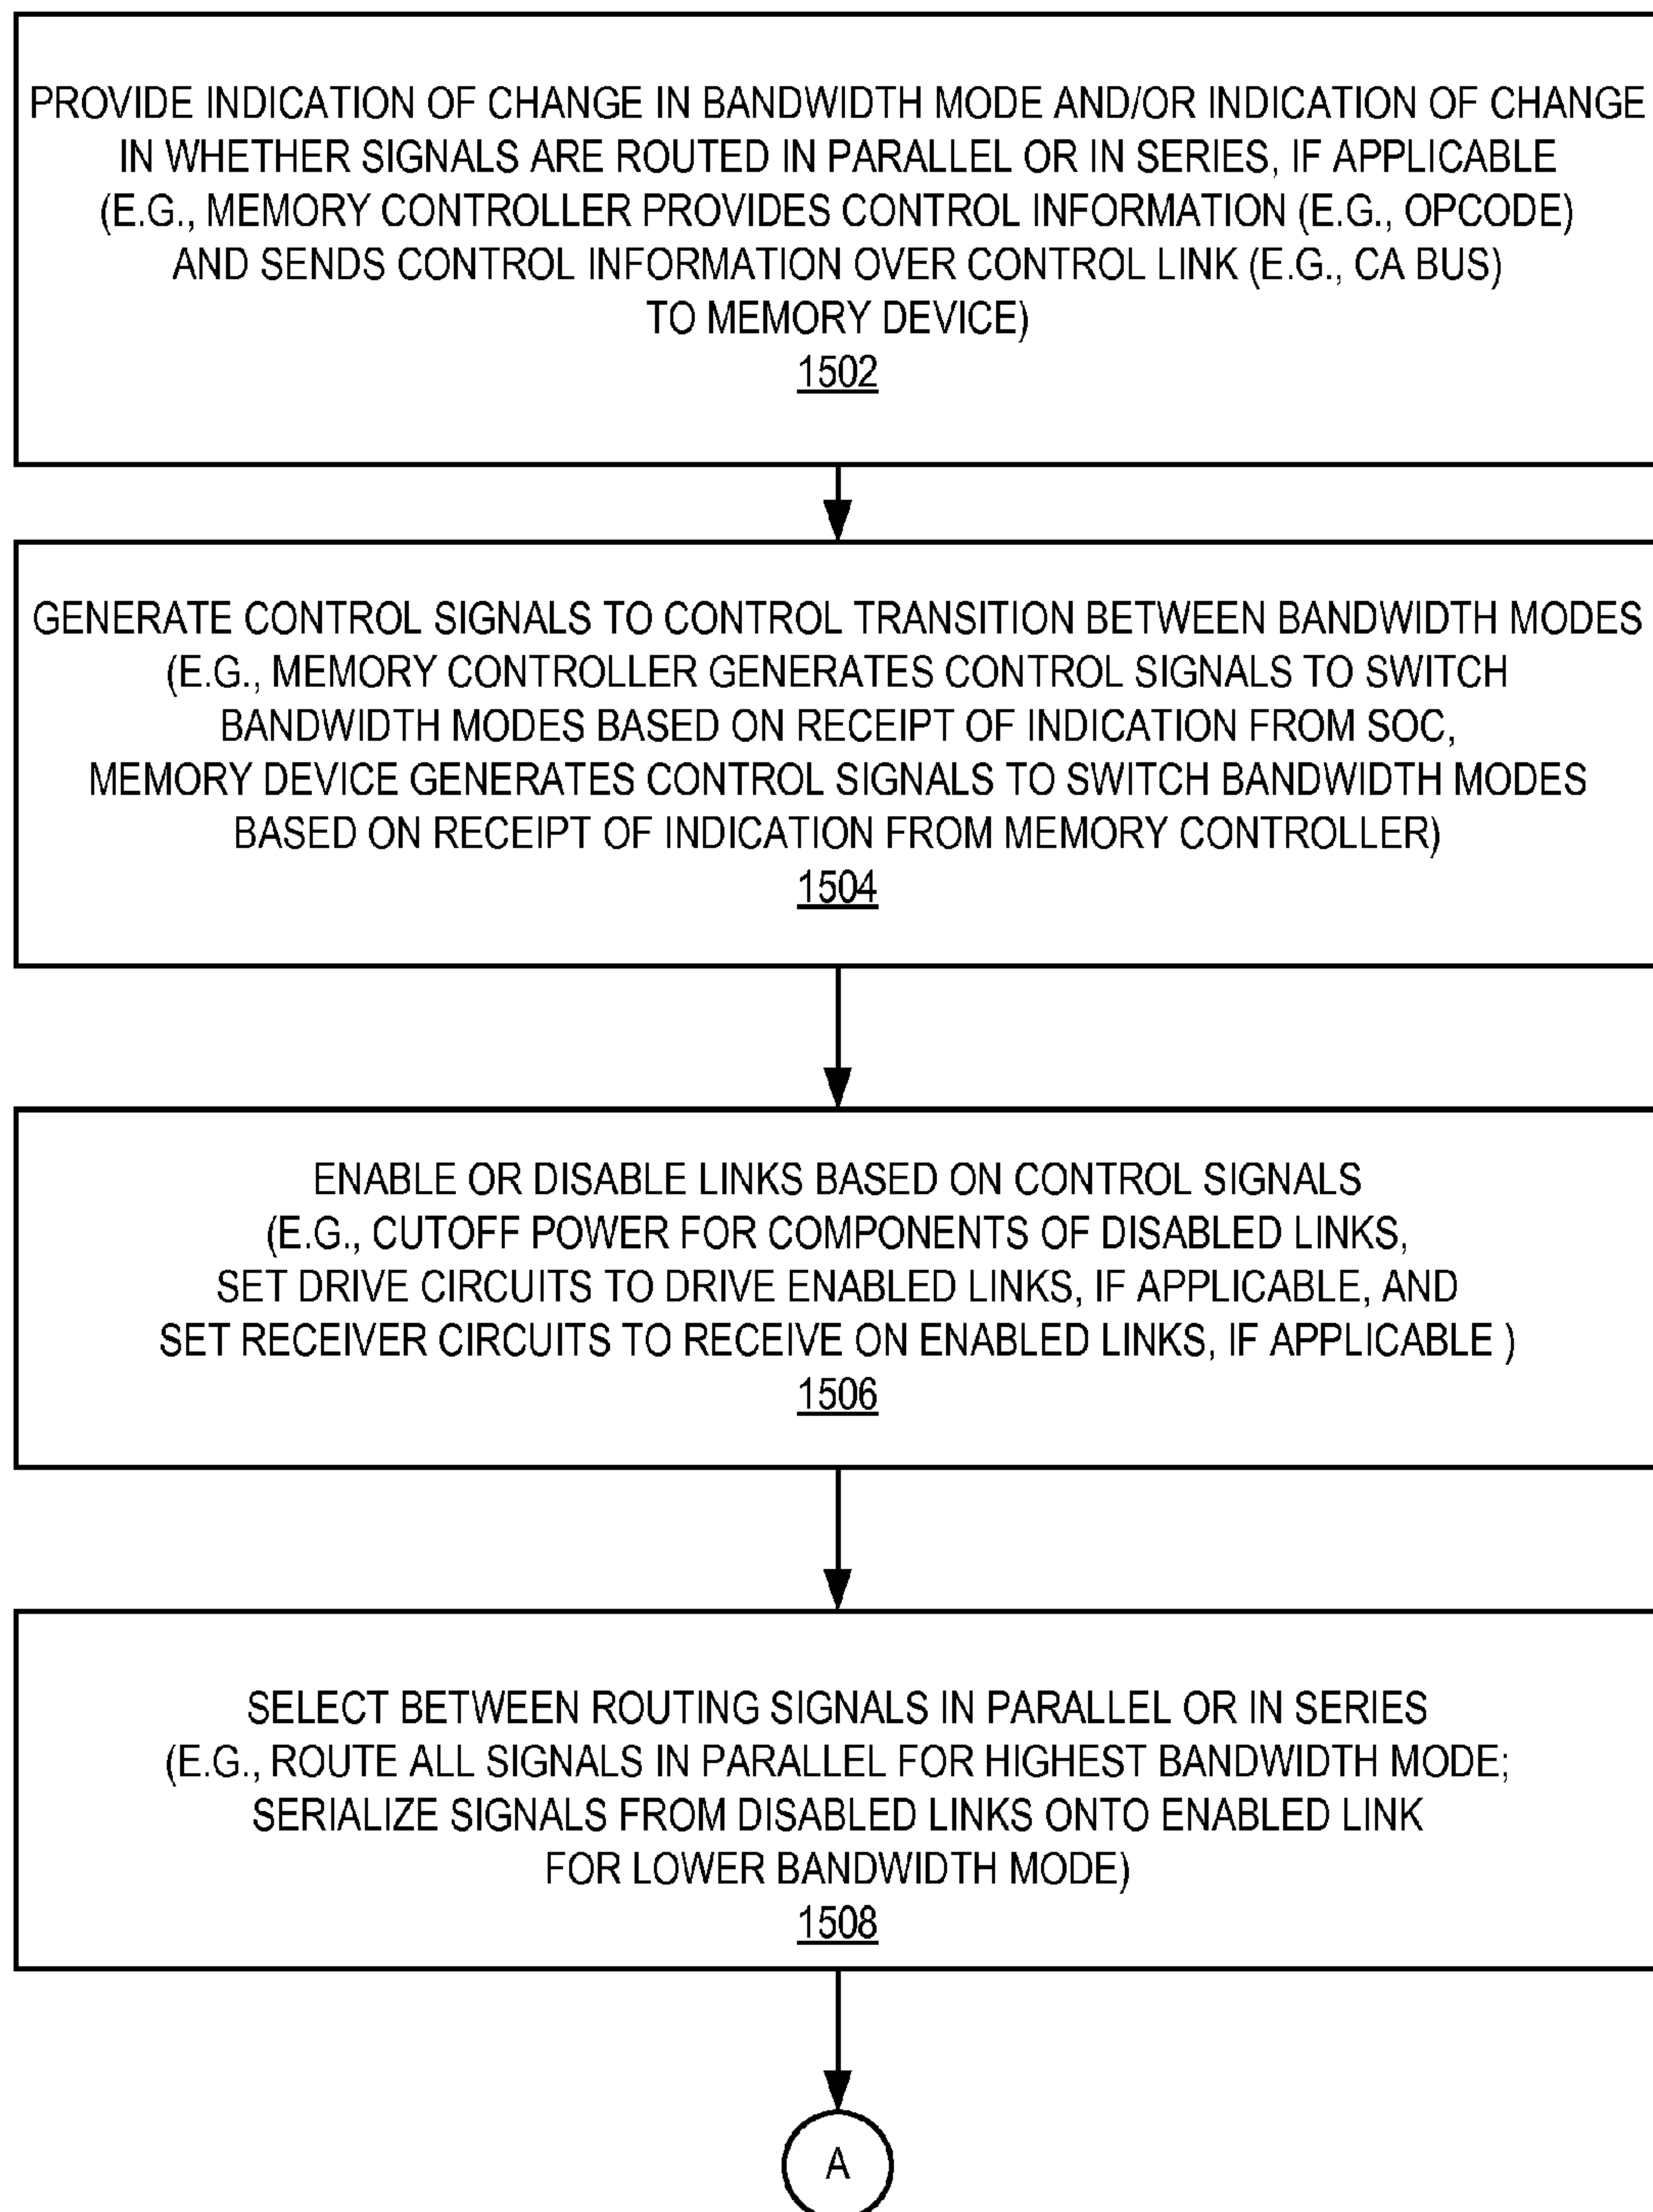 PROVIDE INDICATION OF CHANGE IN BANDWIDTH MODE AND/OR INDICATION OF CHANGE
IN WHETHER SIGNALS ARE ROUTED IN PARALLEL OR IN SERIES, IF APPLICABLE
(E.G., MEMORY CONTROLLER PROVIDES CONTROL INFORMATION (E.G., OPCODE)
AND SENDS CONTROL INFORMATION OVER CONTROL LINK (E.G., CA BUS)
TO MEMORY DEVICE)
1502
GENERATE CONTROL SIGNALS TO CONTROL TRANSITION BETWEEN BANDWIDTH MODES
(E.G., MEMORY CONTROLLER GENERATES CONTROL SIGNALS TO SWITCH
BANDWIDTH MODES BASED ON RECEIPT OF INDICATION FROM SOC,
MEMORY DEVICE GENERATES CONTROL SIGNALS TO SWITCH BANDWIDTH MODES
BASED ON RECEIPT OF INDICATION FROM MEMORY CONTROLLER)
1504
ENABLE OR DISABLE LINKS BASED ON CONTROL SIGNALS
(E.G., CUTOFF POWER FOR COMPONENTS OF DISABLED LINKS,
SET DRIVE CIRCUITS TO DRIVE ENABLED LINKS, IF APPLICABLE, AND
SET RECEIVER CIRCUITS TO RECEIVE ON ENABLED LINKS, IF APPLICABLE )
1506
SELECT BETWEEN ROUTING SIGNALS IN PARALLEL OR IN SERIES
(E.G., ROUTE ALL SIGNALS IN PARALLEL FOR HIGHEST BANDWIDTH MODE;
SERIALIZE SIGNALS FROM DISABLED LINKS ONTO ENABLED LINK
FOR LOWER BANDWIDTH MODE)
1508
A